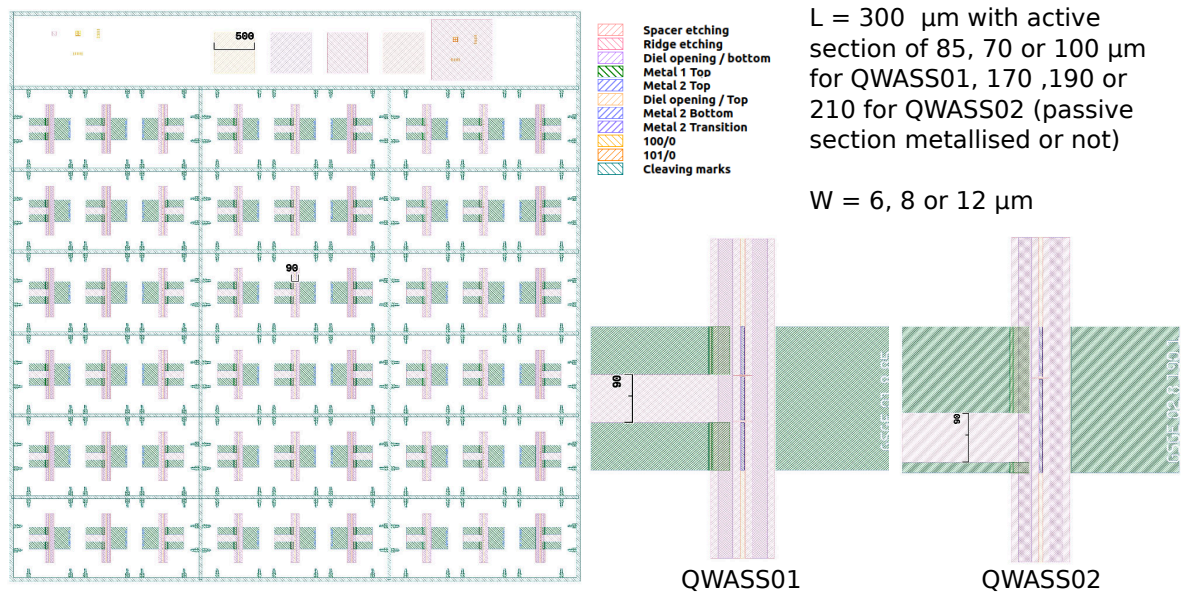 500
90
Spacer etching
Ridge etching
Diel opening / bottom
Metal 1 Top
Metal 2 Top
Diel opening / Top
Metal 2 Bottom
Metal 2 Transition
100/0
101/0
Cleaving marks
L = 300 μm with active
section of 85, 70 or 100 μm
for QWASS01, 170 ,190 or
210 for QWASS02 (passive
section metallised or not)
W = 6, 8 or 12 μm
90
90
QWASS01
QWASS02